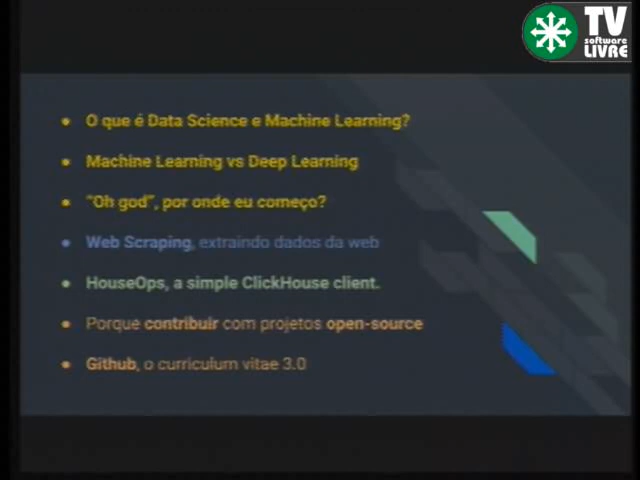 TV
software
LIVRE
O que é Data Science e Machine Learning?
Machine Learning vs Deep Learning
"Oh god", por onde eu começo?
Web Scraping, extraindo dados da web
HouseOps, a simple ClickHouse client.
Porque contribuir com projetos open-source
Github, o curriculum vitae 3.0